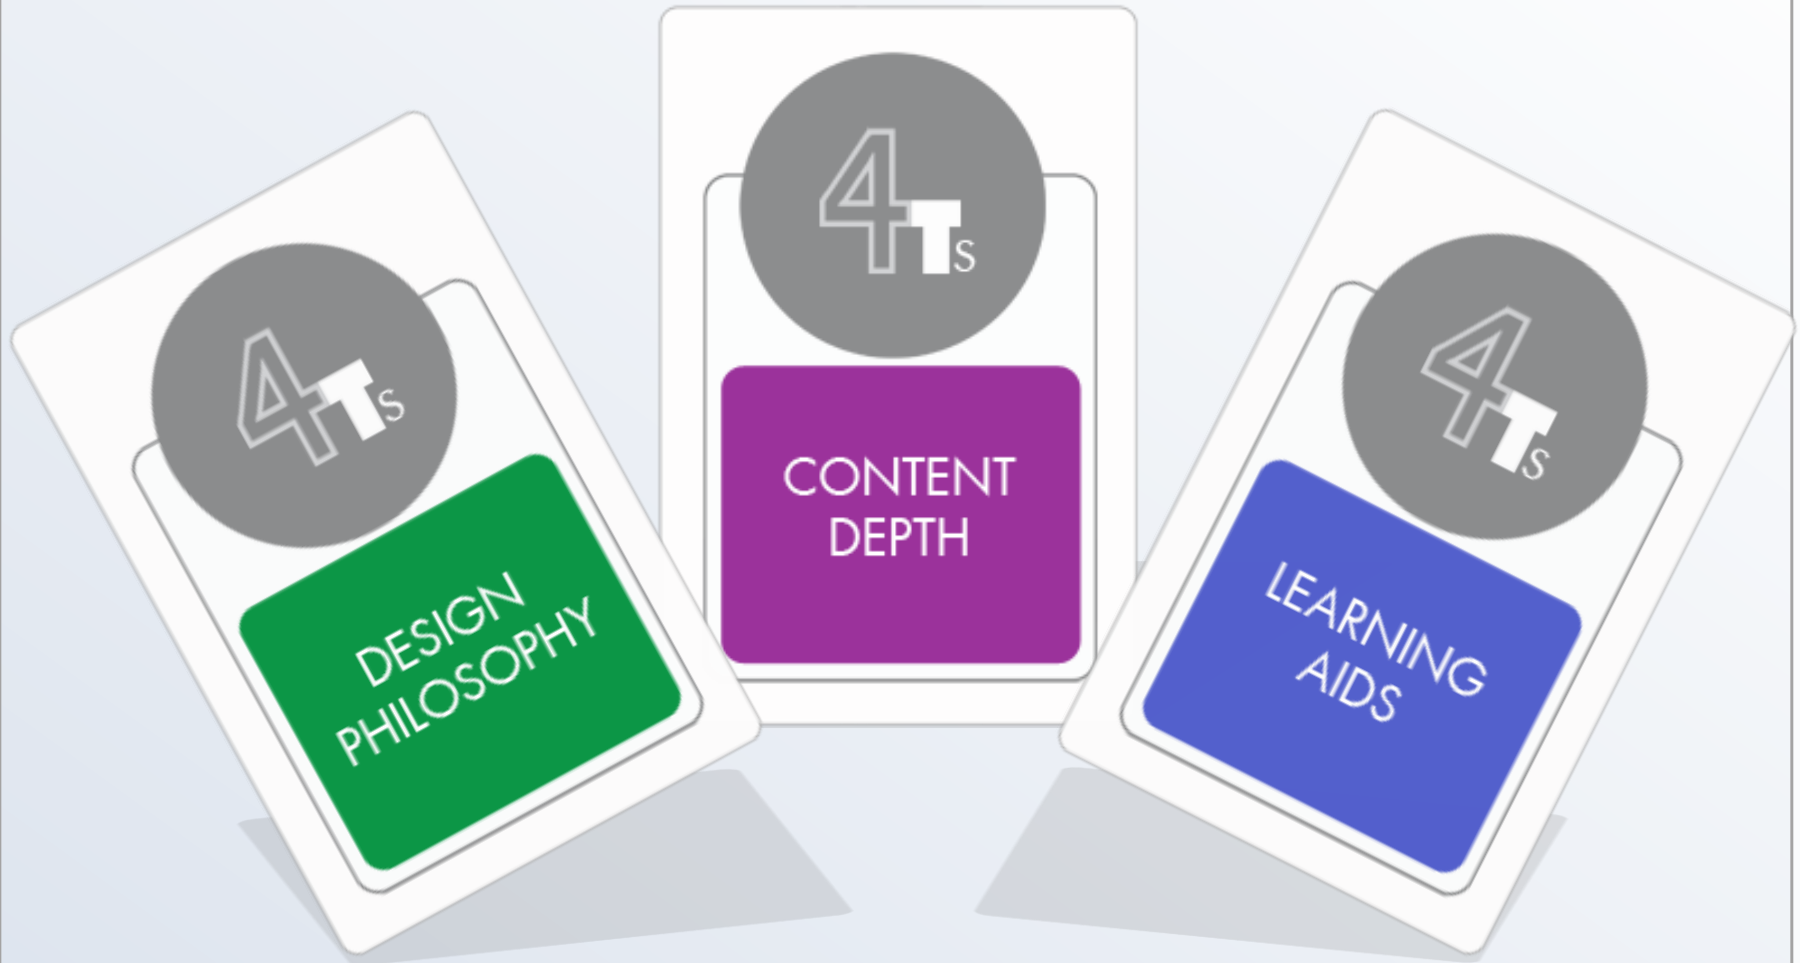 4Ts
DESIGN
PHILOSOPHY
4Ts
CONTENT
DEPTH
4Ts
LEARNING
AIDS